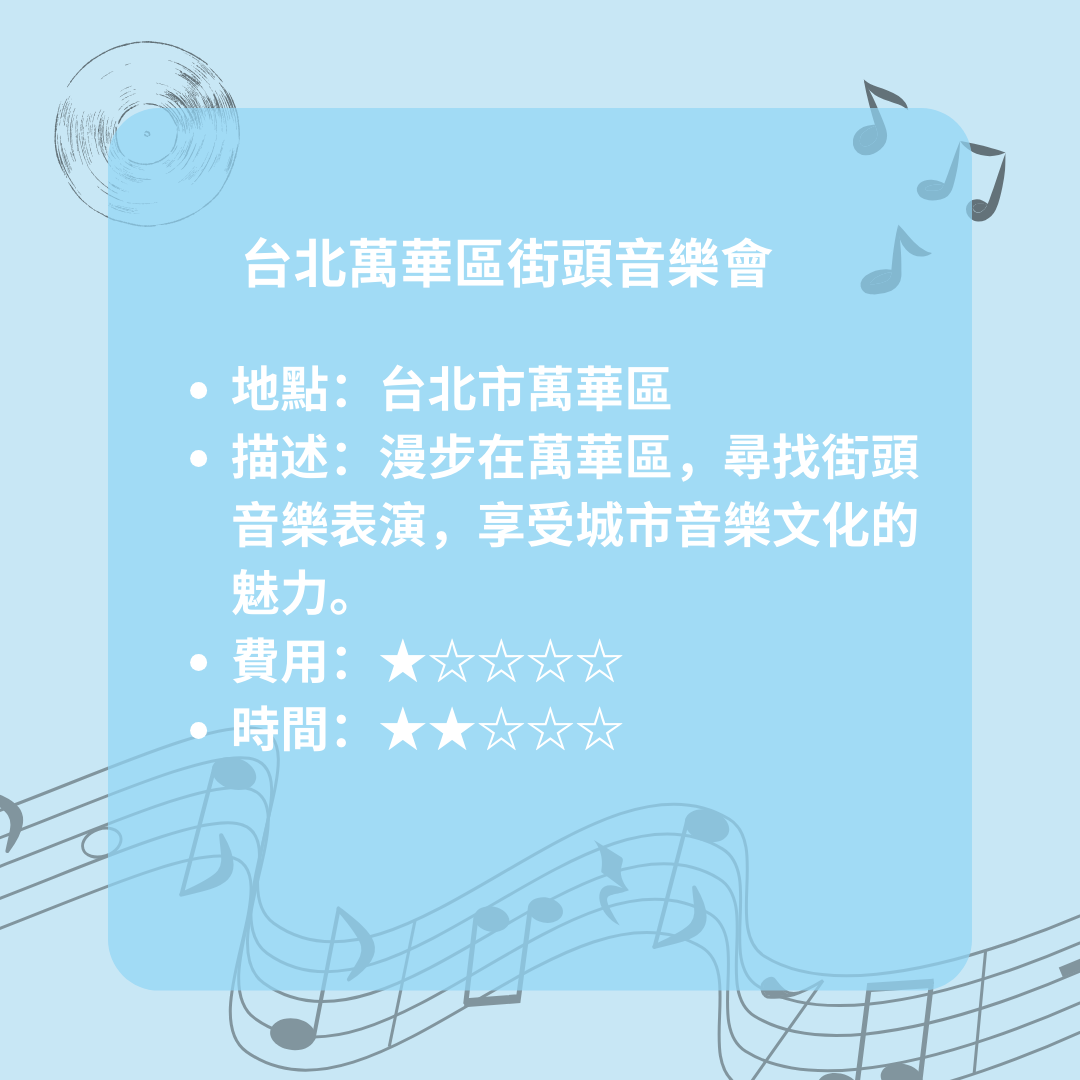 台北萬華區街頭音樂會
• 地點：台北市萬華區
• 描述：漫步在萬華區，尋找街頭
音樂表演，享受城市音樂文化的
魅力。
• 費用：★☆☆☆☆
• 時間：★★☆☆☆